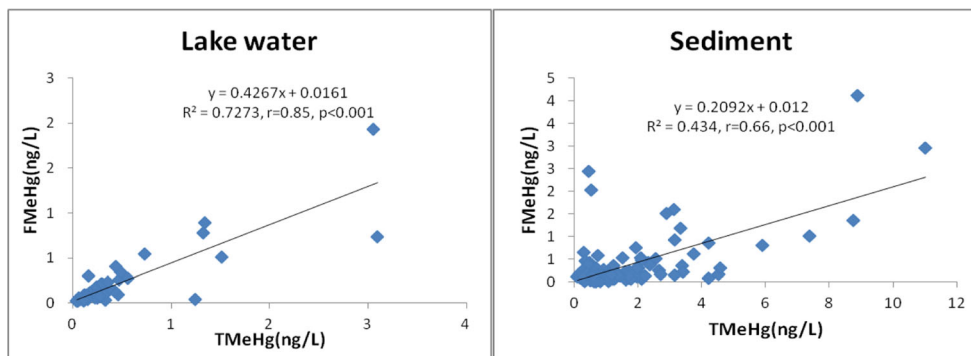 Lake water
y = 0.4267x + 0.0161
R² = 0.7273, r=0.85, p<0.001
FMeHg(ng/L)
3
2
2
1
1
0
0
1
2
3
4
TMeHg(ng/L)
Sediment
y = 0.2092x + 0.012
R² = 0.434, r=0.66, p<0.001
FMeHg(ng/L)
5
4
4
3
3
2
2
1
1
0
0
2
4
6
8
10
12
TMeHg(ng/L)